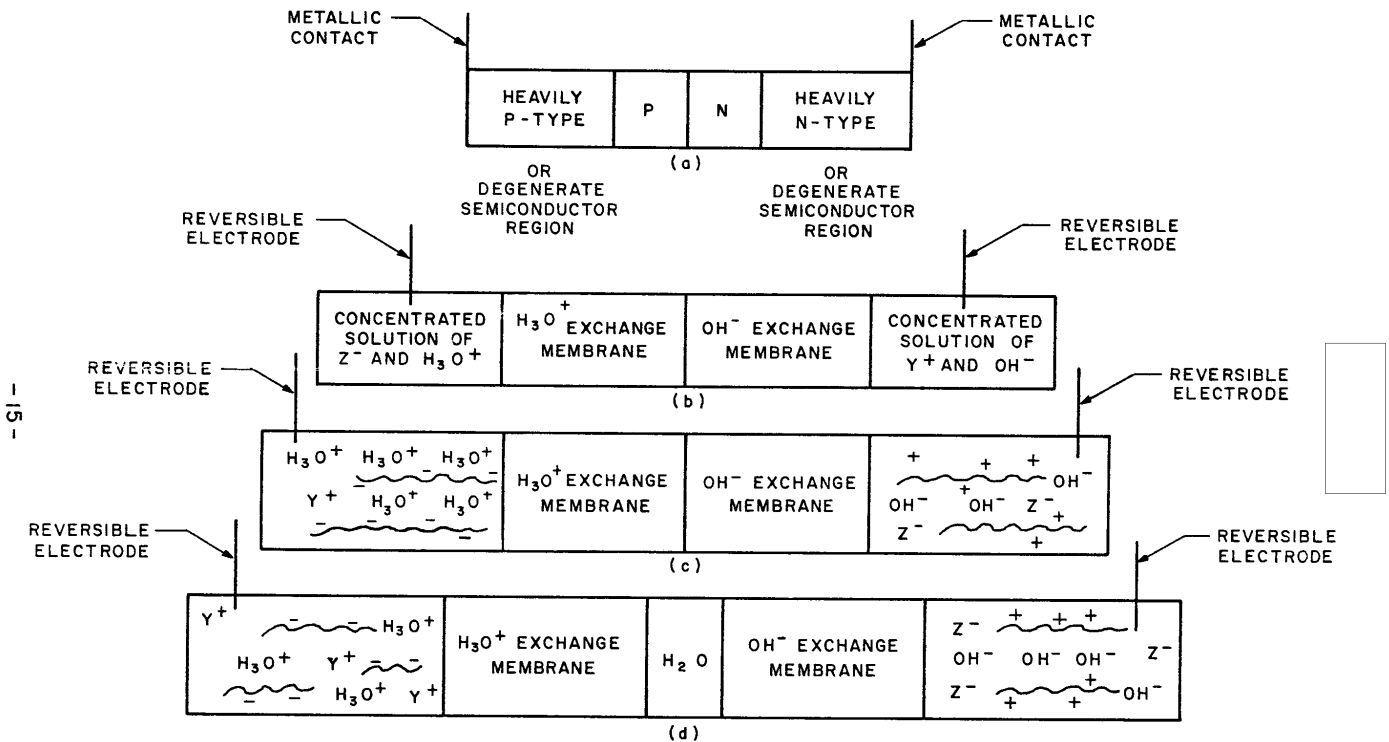 METALLIC
CONTACT
METALLIC
CONTACT
HEAVILY
P-TYPE
P
N
HEAVILY
N-TYPE
(a)
OR
DEGENERATE
SEMICONDUCTOR
REGION
OR
DEGENERATE
SEMICONDUCTOR
REGION
REVERSIBLE
ELECTRODE
REVERSIBLE
ELECTRODE
CONCENTRATED
SOLUTION OF
Z⁻ AND H₃O⁺
H₃O⁺ EXCHANGE
MEMBRANE
OH⁻ EXCHANGE
MEMBRANE
CONCENTRATED
SOLUTION OF
Y⁺ AND OH⁻
(b)
REVERSIBLE
ELECTRODE
REVERSIBLE
ELECTRODE
-15-
H₃O⁺ H₃O⁺ H₃O⁺
− − −
Y⁺ H₃O⁺ H₃O⁺
− − − −
H₃O⁺ EXCHANGE
MEMBRANE
OH⁻ EXCHANGE
MEMBRANE
+ + +
+ OH⁻
OH⁻ OH⁻ Z⁻
Z⁻ + +
(c)
REVERSIBLE
ELECTRODE
REVERSIBLE
ELECTRODE
Y⁺
− − H₃O⁺
H₃O⁺ Y⁺ − −
− − H₃O⁺ Y⁺
H₃O⁺ EXCHANGE
MEMBRANE
H₂O
OH⁻ EXCHANGE
MEMBRANE
Z⁻ + + +
OH⁻ OH⁻ OH⁻ Z⁻
Z⁻ + + + OH⁻
(d)